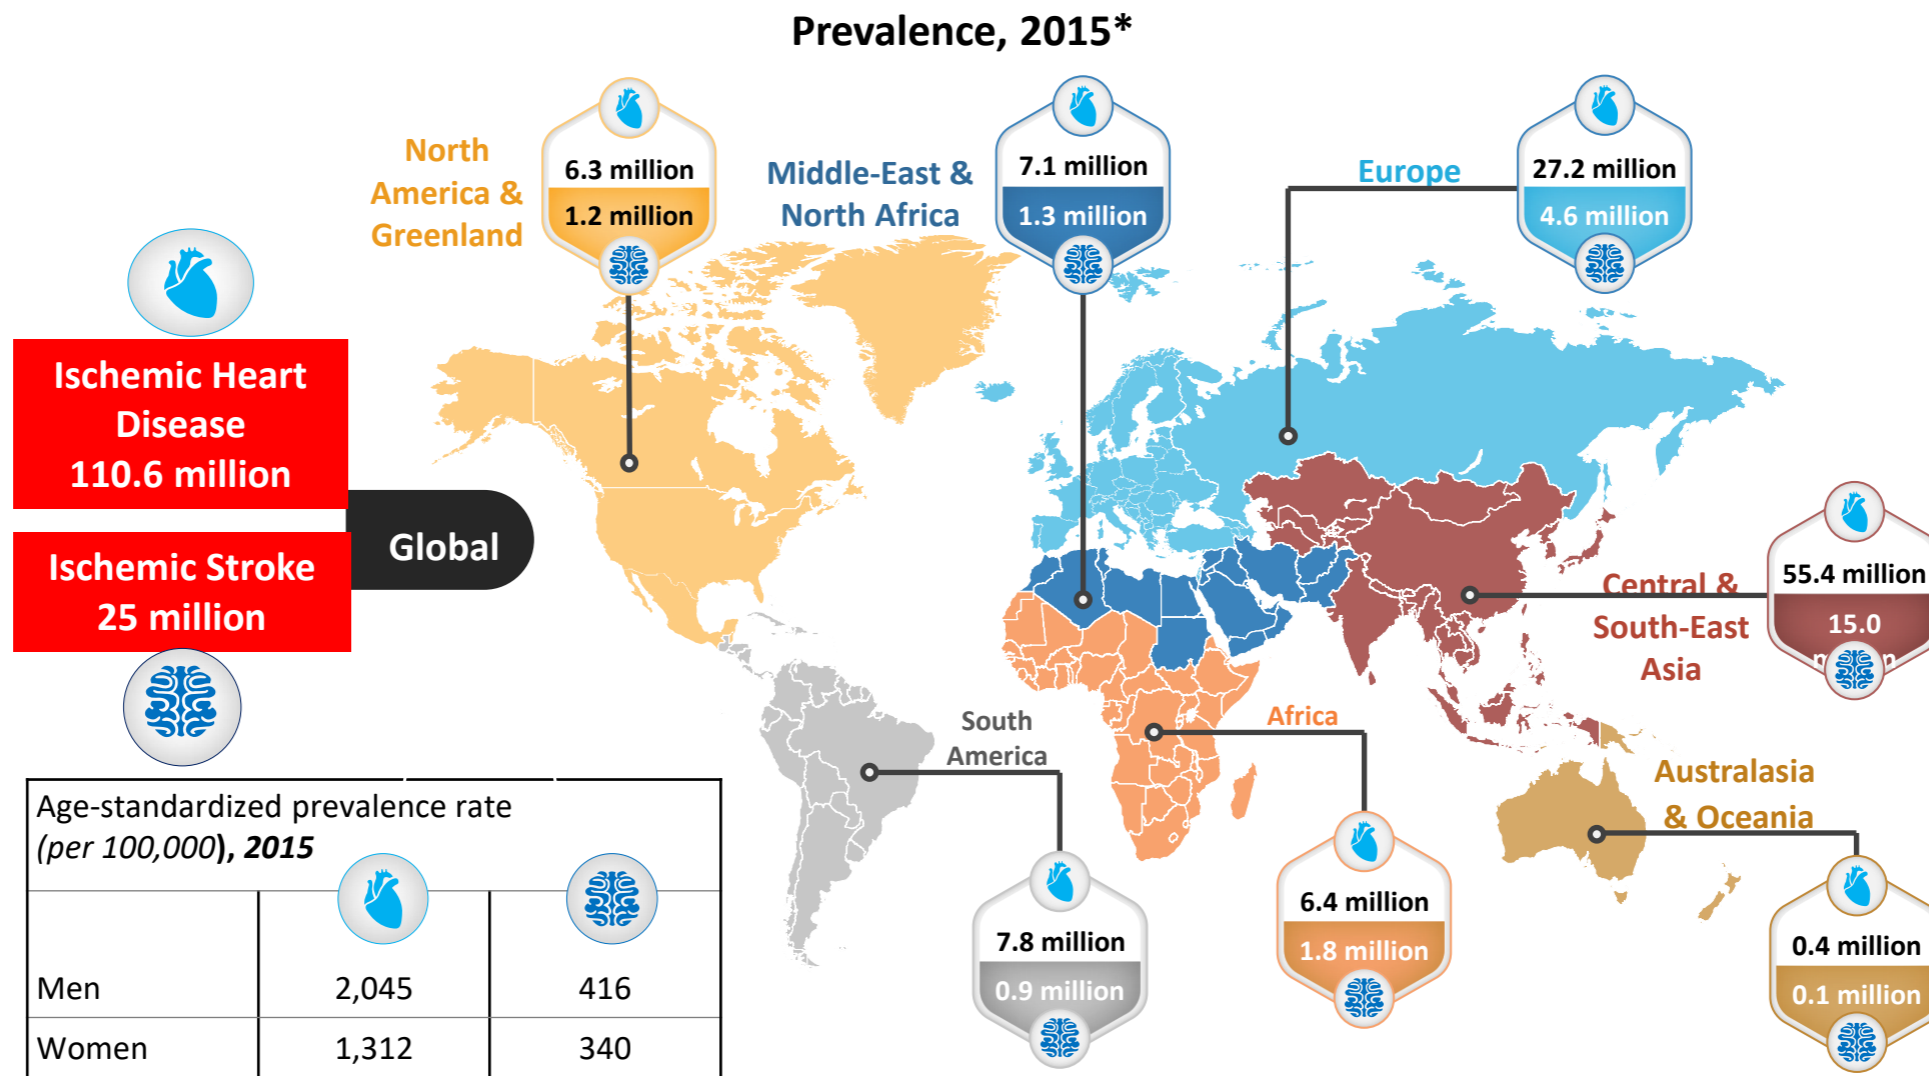 Prevalence, 2015*
North
America &
Greenland
6.3 million
1.2 million
Middle-East &
North Africa
7.1 million
1.3 million
Europe
27.2 million
4.6 million
Ischemic Heart
Disease
110.6 million
Global
Ischemic Stroke
25 million
Central &
South-East
Asia
55.4 million
15.0
South
America
7.8 million
0.9 million
Africa
6.4 million
1.8 million
Australasia
& Oceania
0.4 million
0.1 million
Age-standardized prevalence rate
(per 100,000), 2015
Men 2,045 416
Women 1,312 340